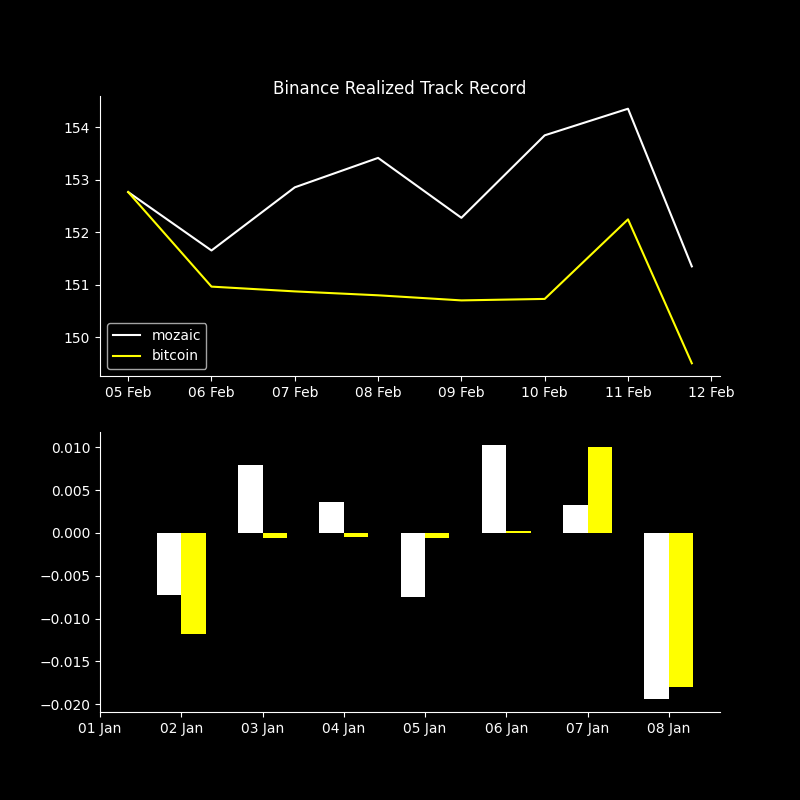 Binance Realized Track Record
154
153
152
151
150
mozaic
bitcoin
05 Feb 06 Feb 07 Feb 08 Feb 09 Feb 10 Feb 11 Feb 12 Feb
0.010
0.005
0.000
−0.005
−0.010
−0.015
−0.020
01 Jan 02 Jan 03 Jan 04 Jan 05 Jan 06 Jan 07 Jan 08 Jan